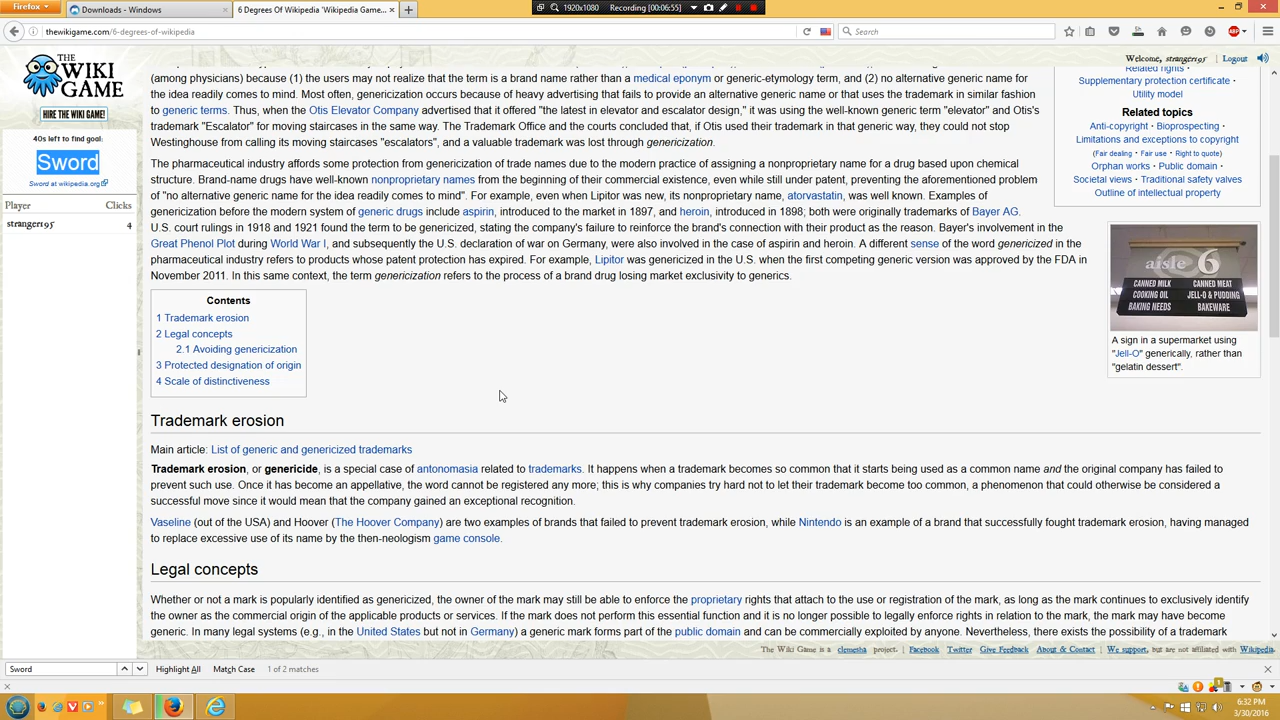 Firefox
Downloads - Windows
6 Degrees Of Wikipedia 'Wikipedia Game...
1920x1080 Recording [00:06:55]
thewikigame.com/6-degrees-of-wikipedia
Search
THE WIKI GAME
HIRE THE WIKI GAME!
40s left to find goal:
Sword
Sword at wikipedia.org
Player Clicks
stranger195 4
Welcome, stranger195
Logout
(among physicians) because (1) the users may not realize that the term is a brand name rather than a medical eponym or generic-etymology term, and (2) no alternative generic name for
the idea readily comes to mind. Most often, genericization occurs because of heavy advertising that fails to provide an alternative generic name or that uses the trademark in similar fashion
to generic terms. Thus, when the Otis Elevator Company advertised that it offered "the latest in elevator and escalator design," it was using the well-known generic term "elevator" and Otis's
trademark "Escalator" for moving staircases in the same way. The Trademark Office and the courts concluded that, if Otis used their trademark in that generic way, they could not stop
Westinghouse from calling its moving staircases "escalators", and a valuable trademark was lost through genericization.
The pharmaceutical industry affords some protection from genericization of trade names due to the modern practice of assigning a nonproprietary name for a drug based upon chemical
structure. Brand-name drugs have well-known nonproprietary names from the beginning of their commercial existence, even while still under patent, preventing the aforementioned problem
of "no alternative generic name for the idea readily comes to mind". For example, even when Lipitor was new, its nonproprietary name, atorvastatin, was well known. Examples of
genericization before the modern system of generic drugs include aspirin, introduced to the market in 1897, and heroin, introduced in 1898; both were originally trademarks of Bayer AG.
U.S. court rulings in 1918 and 1921 found the term to be genericized, stating the company's failure to reinforce the brand's connection with their product as the reason. Bayer's involvement in the
Great Phenol Plot during World War I, and subsequently the U.S. declaration of war on Germany, were also involved in the case of aspirin and heroin. A different sense of the word genericized in the
pharmaceutical industry refers to products whose patent protection has expired. For example, Lipitor was genericized in the U.S. when the first competing generic version was approved by the FDA in
November 2011. In this same context, the term genericization refers to the process of a brand drug losing market exclusivity to generics.
Related rights
Supplementary protection certificate
Utility model
Related topics
Anti-copyright · Bioprospecting ·
Limitations and exceptions to copyright
(Fair dealing · Fair use · Right to quote)
Orphan works · Public domain ·
Societal views · Traditional safety valves
Outline of intellectual property
aisle 6
CANNED MILK CANNED MEAT
COOKING OIL JELL-O & PUDDING
BAKING NEEDS BAKEWARE
A sign in a supermarket using
"Jell-O" generically, rather than
"gelatin dessert".
Contents
1 Trademark erosion
2 Legal concepts
2.1 Avoiding genericization
3 Protected designation of origin
4 Scale of distinctiveness
Trademark erosion
Main article: List of generic and genericized trademarks
Trademark erosion, or genericide, is a special case of antonomasia related to trademarks. It happens when a trademark becomes so common that it starts being used as a common name and the original company has failed to
prevent such use. Once it has become an appellative, the word cannot be registered any more; this is why companies try hard not to let their trademark become too common, a phenomenon that could otherwise be considered a
successful move since it would mean that the company gained an exceptional recognition.
Vaseline (out of the USA) and Hoover (The Hoover Company) are two examples of brands that failed to prevent trademark erosion, while Nintendo is an example of a brand that successfully fought trademark erosion, having managed
to replace excessive use of its name by the then-neologism game console.
Legal concepts
Whether or not a mark is popularly identified as genericized, the owner of the mark may still be able to enforce the proprietary rights that attach to the use or registration of the mark, as long as the mark continues to exclusively identify
the owner as the commercial origin of the applicable products or services. If the mark does not perform this essential function and it is no longer possible to legally enforce rights in relation to the mark, the mark may have become
generic. In many legal systems (e.g., in the United States but not in Germany) a generic mark forms part of the public domain and can be commercially exploited by anyone. Nevertheless, there exists the possibility of a trademark
The Wiki Game is a clemesha project. | Facebook Twitter Give Feedback About & Contact | We support, but are not affiliated with Wikipedia.
Sword
Highlight All Match Case 1 of 2 matches
6:32 PM
3/30/2016